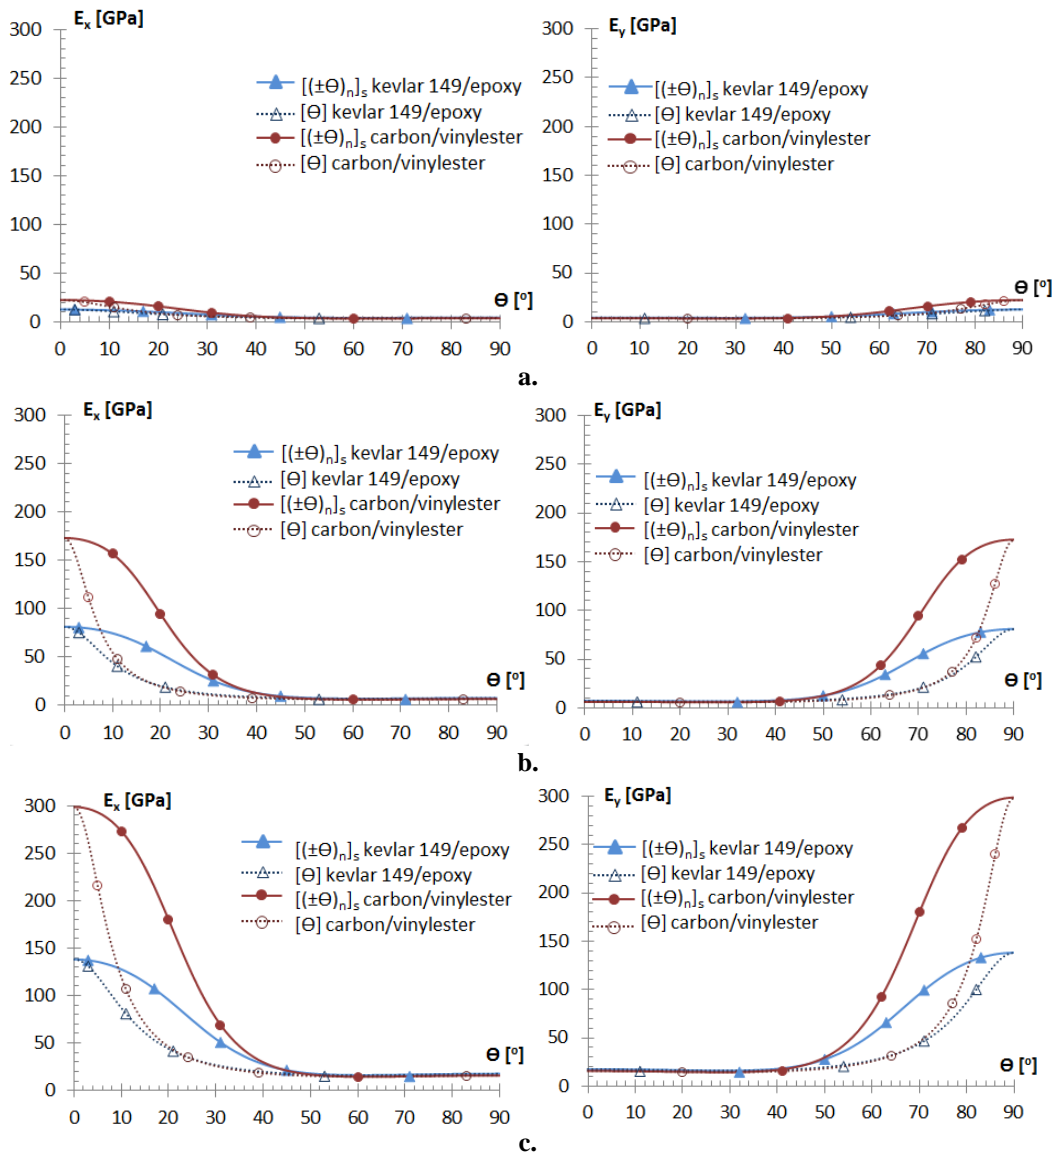 Eₓ [GPa]
300
250
200
150
100
50
0
[(±Ө)ₙ]ₛ kevlar 149/epoxy
[Ө] kevlar 149/epoxy
[(±Ө)ₙ]ₛ carbon/vinylester
[Ө] carbon/vinylester
Ө [º]
0 10 20 30 40 50 60 70 80 90
E_y [GPa]
300
250
200
150
100
50
0
[(±Ө)ₙ]ₛ kevlar 149/epoxy
[Ө] kevlar 149/epoxy
[(±Ө)ₙ]ₛ carbon/vinylester
[Ө] carbon/vinylester
Ө [º]
0 10 20 30 40 50 60 70 80 90
a.
Eₓ [GPa]
300
250
200
150
100
50
0
[(±Ө)ₙ]ₛ kevlar 149/epoxy
[Ө] kevlar 149/epoxy
[(±Ө)ₙ]ₛ carbon/vinylester
[Ө] carbon/vinylester
Ө [º]
0 10 20 30 40 50 60 70 80 90
E_y [GPa]
300
250
200
150
100
50
0
[(±Ө)ₙ]ₛ kevlar 149/epoxy
[Ө] kevlar 149/epoxy
[(±Ө)ₙ]ₛ carbon/vinylester
[Ө] carbon/vinylester
Ө [º]
0 10 20 30 40 50 60 70 80 90
b.
Eₓ [GPa]
300
250
200
150
100
50
0
[(±Ө)ₙ]ₛ kevlar 149/epoxy
[Ө] kevlar 149/epoxy
[(±Ө)ₙ]ₛ carbon/vinylester
[Ө] carbon/vinylester
Ө [º]
0 10 20 30 40 50 60 70 80 90
E_y [GPa]
300
250
200
150
100
50
0
[(±Ө)ₙ]ₛ kevlar 149/epoxy
[Ө] kevlar 149/epoxy
[(±Ө)ₙ]ₛ carbon/vinylester
[Ө] carbon/vinylester
Ө [º]
0 10 20 30 40 50 60 70 80 90
c.